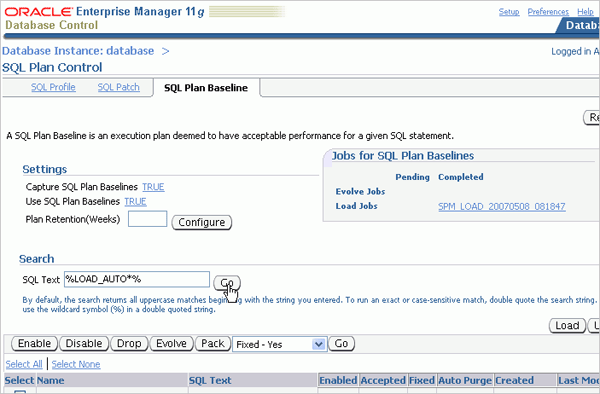 ORACLE Enterprise Manager 11g
Setup Preferences Help
Database Control
Database Instance: database >
Logged in
SQL Plan Control
SQL Profile SQL Patch SQL Plan Baseline
A SQL Plan Baseline is an execution plan deemed to have acceptable performance for a given SQL statement.
Settings
Jobs for SQL Plan Baselines
Pending Completed
Capture SQL Plan Baselines TRUE
Evolve Jobs
Use SQL Plan Baselines TRUE
Load Jobs SPM_LOAD_20070508_081847
Plan Retention(Weeks) Configure
Search
SQL Text %LOAD_AUTO*% Go
By default, the search returns all uppercase matches beginning with the string you entered. To run an exact or case-sensitive match, double quote the search string.
use the wildcard symbol (%) in a double quoted string.
Load
Enable Disable Drop Evolve Pack Fixed - Yes Go
Select All | Select None
Select Name SQL Text Enabled Accepted Fixed Auto Purge Created Last Mod